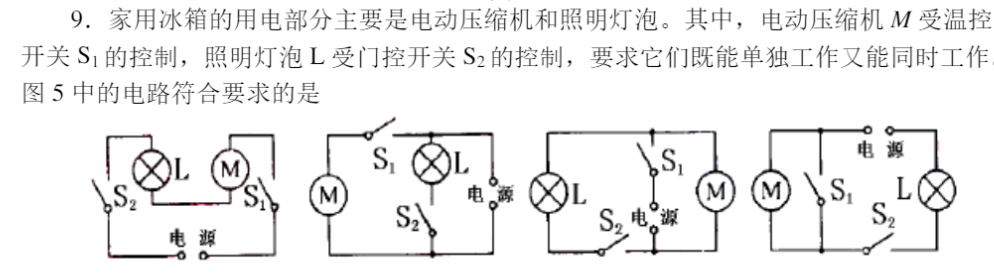 9．家用冰箱的用电部分主要是电动压缩机和照明灯泡。其中，电动压缩机 M 受温控
开关 S₁ 的控制，照明灯泡 L 受门控开关 S₂ 的控制，要求它们既能单独工作又能同时工作.
图 5 中的电路符合要求的是
L M S₂ S₁ 电 源
S₁ L M S₂ 电 源
S₁ L M S₂ 电 源
电 源 M S₁ L S₂